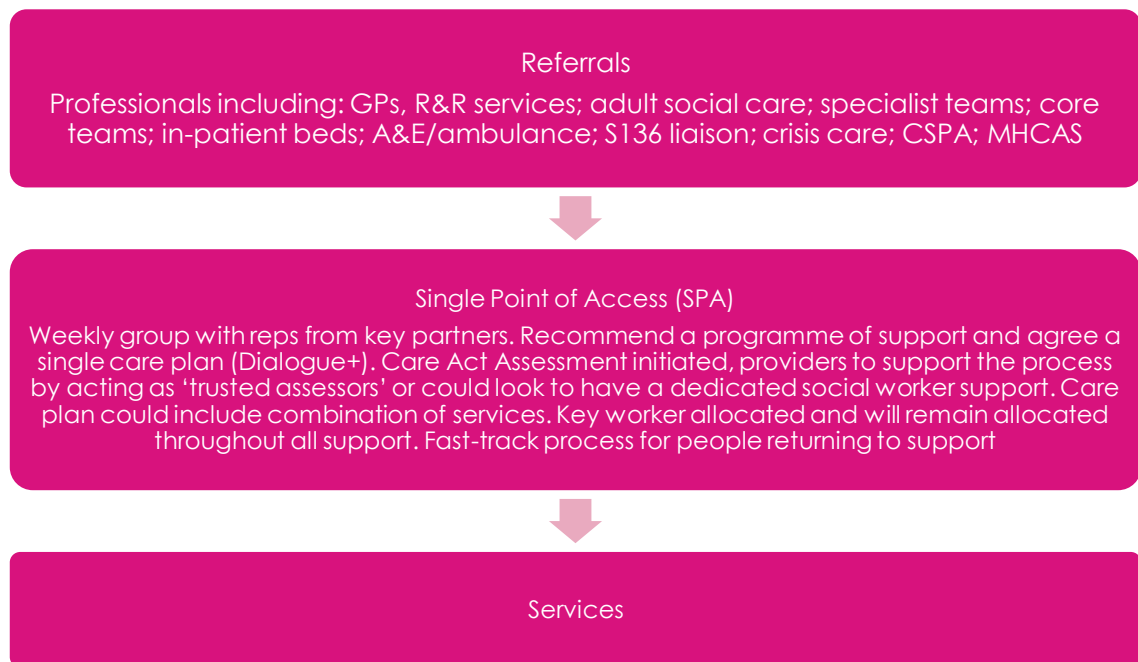 Referrals
Professionals including: GPs, R&R services; adult social care; specialist teams; core
teams; in-patient beds; A&E/ambulance; S136 liaison; crisis care; CSPA; MHCAS
Single Point of Access (SPA)
Weekly group with reps from key partners. Recommend a programme of support and agree a
single care plan (Dialogue+). Care Act Assessment initiated, providers to support the process
by acting as ‘trusted assessors’ or could look to have a dedicated social worker support. Care
plan could include combination of services. Key worker allocated and will remain allocated
throughout all support. Fast-track process for people returning to support
Services